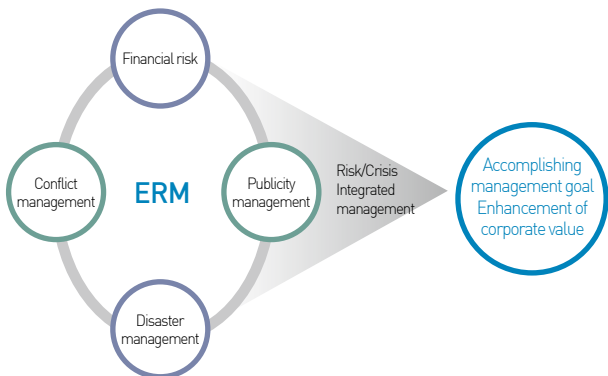 Financial risk
Conflict
management
ERM
Publicity
management
Risk/Crisis
Integrated
management
Accomplishing
management goal
Enhancement of
corporate value
Disaster
management